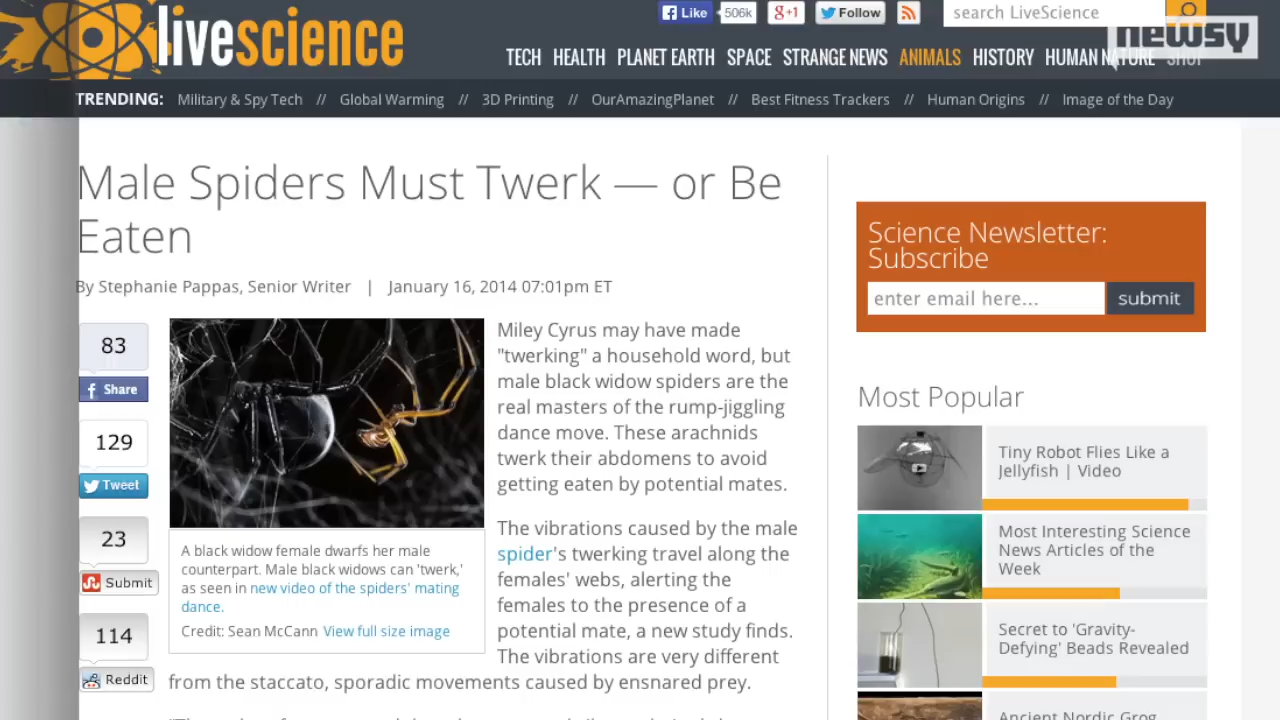 livescience
Like 506k g+1 Follow
search LiveScience
newsy
TECH HEALTH PLANET EARTH SPACE STRANGE NEWS ANIMALS HISTORY HUMAN NATURE SHOP
TRENDING: Military & Spy Tech // Global Warming // 3D Printing // OurAmazingPlanet // Best Fitness Trackers // Human Origins // Image of the Day
Male Spiders Must Twerk — or Be
Eaten
By Stephanie Pappas, Senior Writer | January 16, 2014 07:01pm ET
83
Share
129
Tweet
23
Submit
114
Reddit
A black widow female dwarfs her male
counterpart. Male black widows can 'twerk,'
as seen in new video of the spiders' mating
dance.
Credit: Sean McCann View full size image
Miley Cyrus may have made
"twerking" a household word, but
male black widow spiders are the
real masters of the rump-jiggling
dance move. These arachnids
twerk their abdomens to avoid
getting eaten by potential mates.
The vibrations caused by the male
spider's twerking travel along the
females' webs, alerting the
females to the presence of a
potential mate, a new study finds.
The vibrations are very different
from the staccato, sporadic movements caused by ensnared prey.
Science Newsletter:
Subscribe
enter email here...
submit
Most Popular
Tiny Robot Flies Like a
Jellyfish | Video
Most Interesting Science
News Articles of the
Week
Secret to 'Gravity-
Defying' Beads Revealed
Ancient Nordic Grog